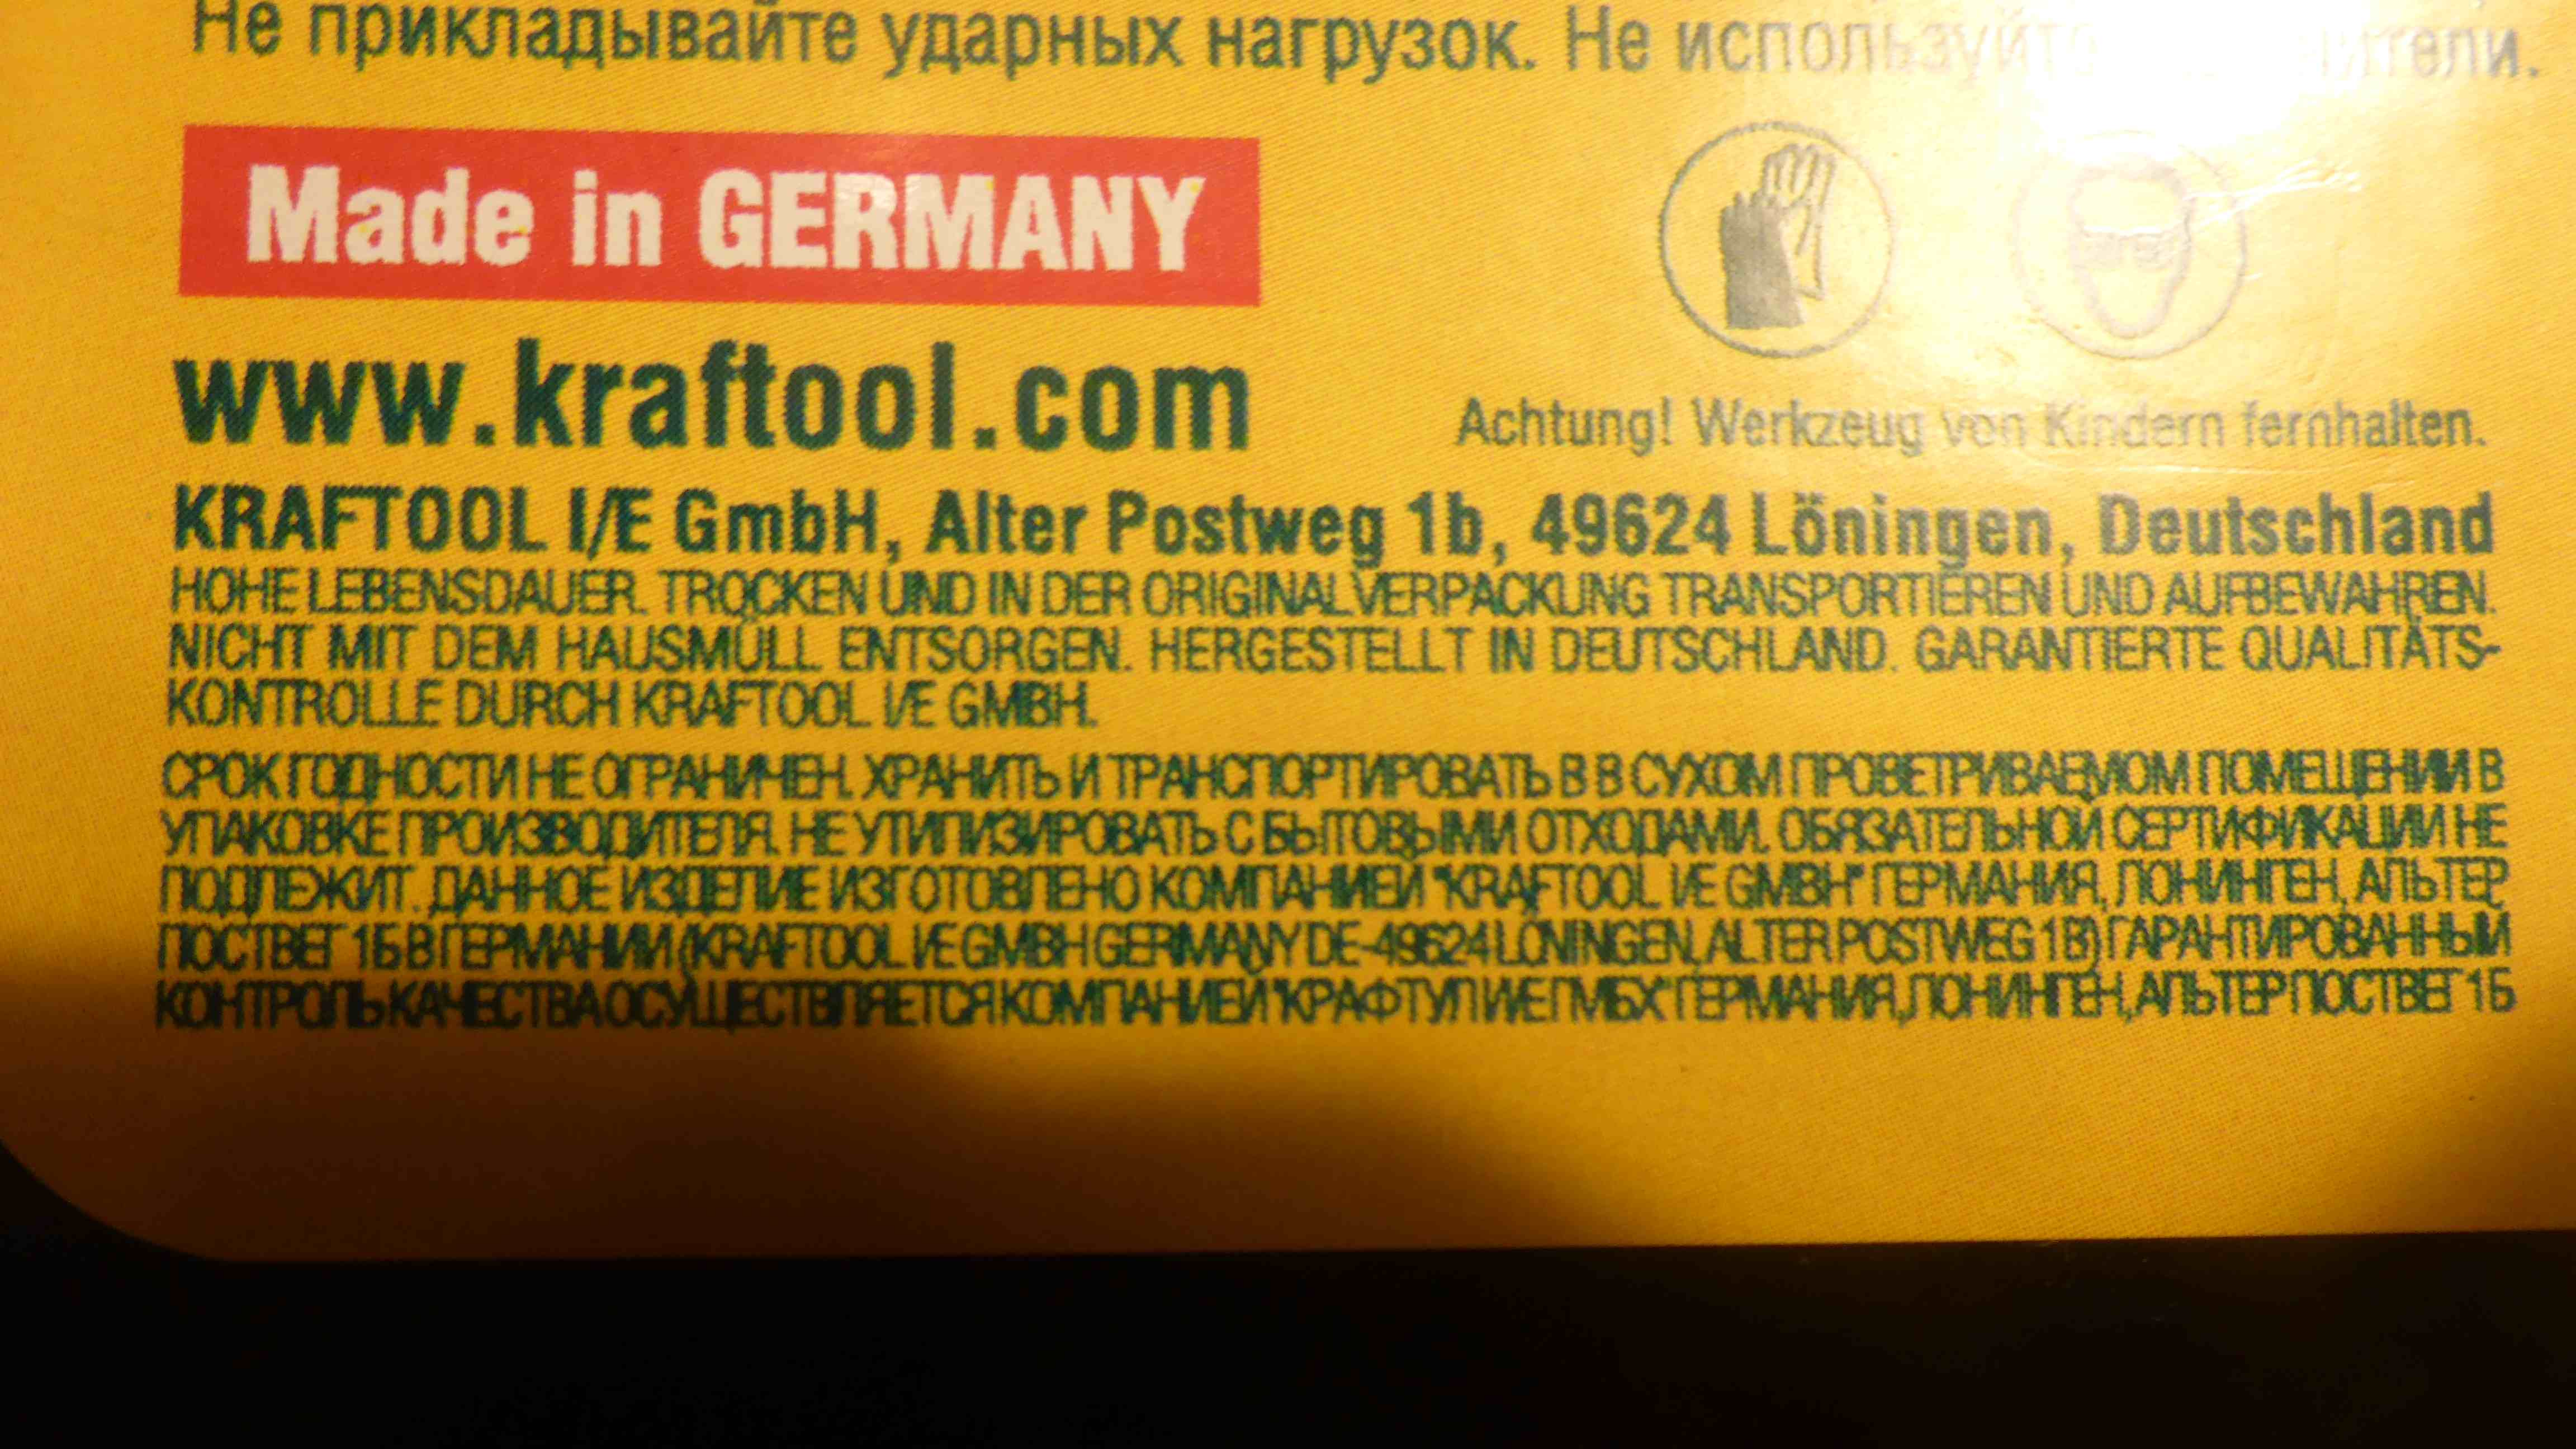 Не прикладывайте ударных нагрузок. Не используйте
Made in GERMANY
www.kraftool.com
Achtung! Werkzeug von Kindern fernhalten.
KRAFTOOL I/E GmbH, Alter Postweg 1b, 49624 Löningen, Deutschland
HOHE LEBENSDAUER. TROCKEN UND IN DER ORIGINALVERPACKUNG TRANSPORTIEREN UND AUFBEWAHREN.
NICHT MIT DEM HAUSMÜLL ENTSORGEN. HERGESTELLT IN DEUTSCHLAND. GARANTIERTE QUALITÄTS-
KONTROLLE DURCH KRAFTOOL I/E GMBH.
СРОК ГОДНОСТИ НЕ ОГРАНИЧЕН. ХРАНИТЬ И ТРАНСПОРТИРОВАТЬ В В СУХОМ ПРОВЕТРИВАЕМОМ ПОМЕЩЕНИИ В
УПАКОВКЕ ПРОИЗВОДИТЕЛЯ. НЕ УТИЛИЗИРОВАТЬ С БЫТОВЫМИ ОТХОДАМИ. ОБЯЗАТЕЛЬНОЙ СЕРТИФИКАЦИИ НЕ
ПОДЛЕЖИТ. ДАННОЕ ИЗДЕЛИЕ ИЗГОТОВЛЕНО КОМПАНИЕЙ "KRAFTOOL I/E GMBH" ГЕРМАНИЯ, ЛОНИНГЕН, АЛЬТЕР
ПОСТВЕГ 1Б В ГЕРМАНИИ (KRAFTOOL I/E GMBH GERMANY DE-49624 LÖNINGEN, ALTER POSTWEG 1B) ГАРАНТИРОВАННЫЙ
КОНТРОЛЬ КАЧЕСТВА ОСУЩЕСТВЛЯЕТСЯ КОМПАНИЕЙ "КРАФТУЛ И/Е ГМБХ" ГЕРМАНИЯ, ЛОНИНГЕН, АЛЬТЕР ПОСТВЕГ 1Б